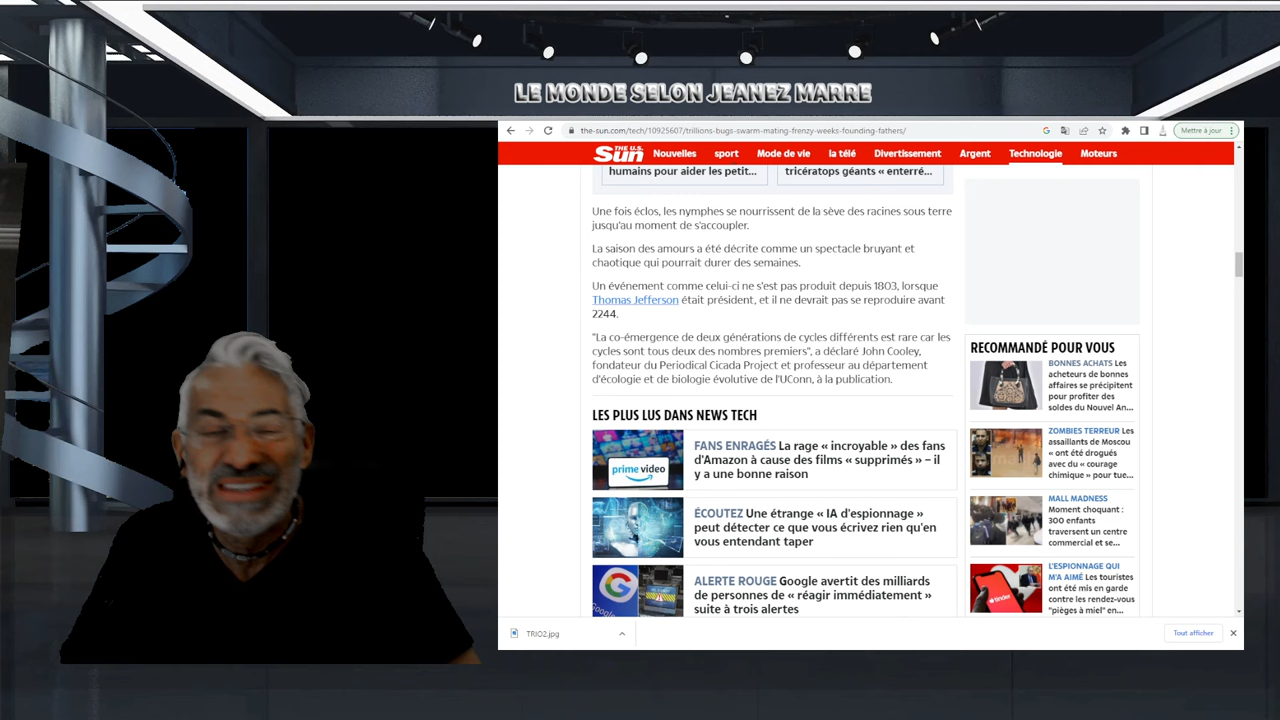 LE MONDE SELON JEANEZ MARRE
the-sun.com/tech/10925607/trillions-bugs-swarm-mating-frenzy-weeks-founding-fathers/
Mettre à jour
THE U.S. Sun
Nouvelles sport Mode de vie la télé Divertissement Argent Technologie Moteurs
humains pour aider les petit...
tricératops géants « enterré...
Une fois éclos, les nymphes se nourrissent de la sève des racines sous terre
jusqu'au moment de s'accoupler.
La saison des amours a été décrite comme un spectacle bruyant et
chaotique qui pourrait durer des semaines.
Un événement comme celui-ci ne s'est pas produit depuis 1803, lorsque
Thomas Jefferson était président, et il ne devrait pas se reproduire avant
2244.
"La co-émergence de deux générations de cycles différents est rare car les
cycles sont tous deux des nombres premiers", a déclaré John Cooley,
fondateur du Periodical Cicada Project et professeur au département
d'écologie et de biologie évolutive de l'UConn, à la publication.
LES PLUS LUS DANS NEWS TECH
prime video
FANS ENRAGÉS La rage « incroyable » des fans
d'Amazon à cause des films « supprimés » – il
y a une bonne raison
ÉCOUTEZ Une étrange « IA d'espionnage »
peut détecter ce que vous écrivez rien qu'en
vous entendant taper
Google
ALERTE ROUGE Google avertit des milliards
de personnes de « réagir immédiatement »
suite à trois alertes
RECOMMANDÉ POUR VOUS
BONNES ACHATS Les
acheteurs de bonnes
affaires se précipitent
pour profiter des
soldes du Nouvel An...
ZOMBIES TERREUR Les
assaillants de Moscou
« ont été drogués
avec du « courage
chimique » pour tue...
MALL MADNESS
Moment choquant :
300 enfants
traversent un centre
commercial et se...
tinder
L'ESPIONNAGE QUI
M'A AIMÉ Les touristes
ont été mis en garde
contre les rendez-vous
"pièges à miel" en...
TRIO2.jpg
Tout afficher